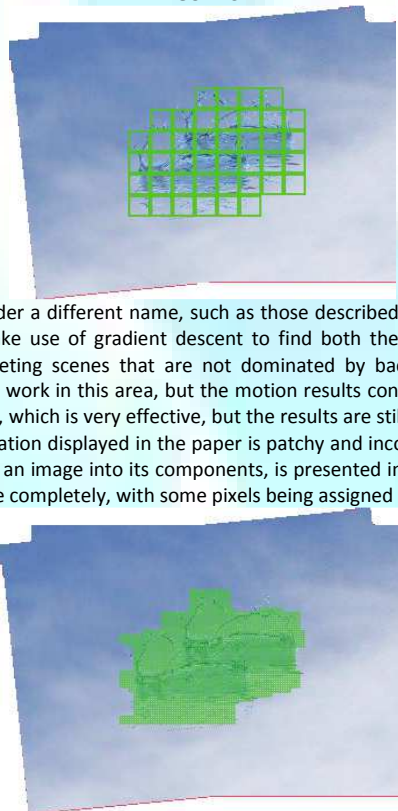 der a different name, such as those described
ke use of gradient descent to find both the
eting scenes that are not dominated by bac
work in this area, but the motion results con
, which is very effective, but the results are stil
ation displayed in the paper is patchy and inco
an image into its components, is presented in
e completely, with some pixels being assigned